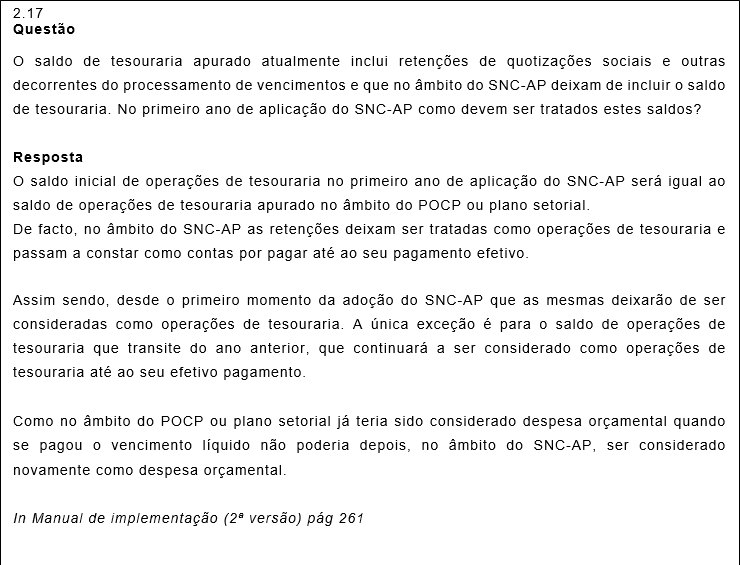 2.17
Questão
O saldo de tesouraria apurado atualmente inclui retenções de quotizações sociais e outras
decorrentes do processamento de vencimentos e que no âmbito do SNC-AP deixam de incluir o saldo
de tesouraria. No primeiro ano de aplicação do SNC-AP como devem ser tratados estes saldos?
Resposta
O saldo inicial de operações de tesouraria no primeiro ano de aplicação do SNC-AP será igual ao
saldo de operações de tesouraria apurado no âmbito do POCP ou plano setorial.
De facto, no âmbito do SNC-AP as retenções deixam ser tratadas como operações de tesouraria e
passam a constar como contas por pagar até ao seu pagamento efetivo.
Assim sendo, desde o primeiro momento da adoção do SNC-AP que as mesmas deixarão de ser
consideradas como operações de tesouraria. A única exceção é para o saldo de operações de
tesouraria que transite do ano anterior, que continuará a ser considerado como operações de
tesouraria até ao seu efetivo pagamento.
Como no âmbito do POCP ou plano setorial já teria sido considerado despesa orçamental quando
se pagou o vencimento líquido não poderia depois, no âmbito do SNC-AP, ser considerado
novamente como despesa orçamental.
In Manual de implementação (2ª versão) pág 261